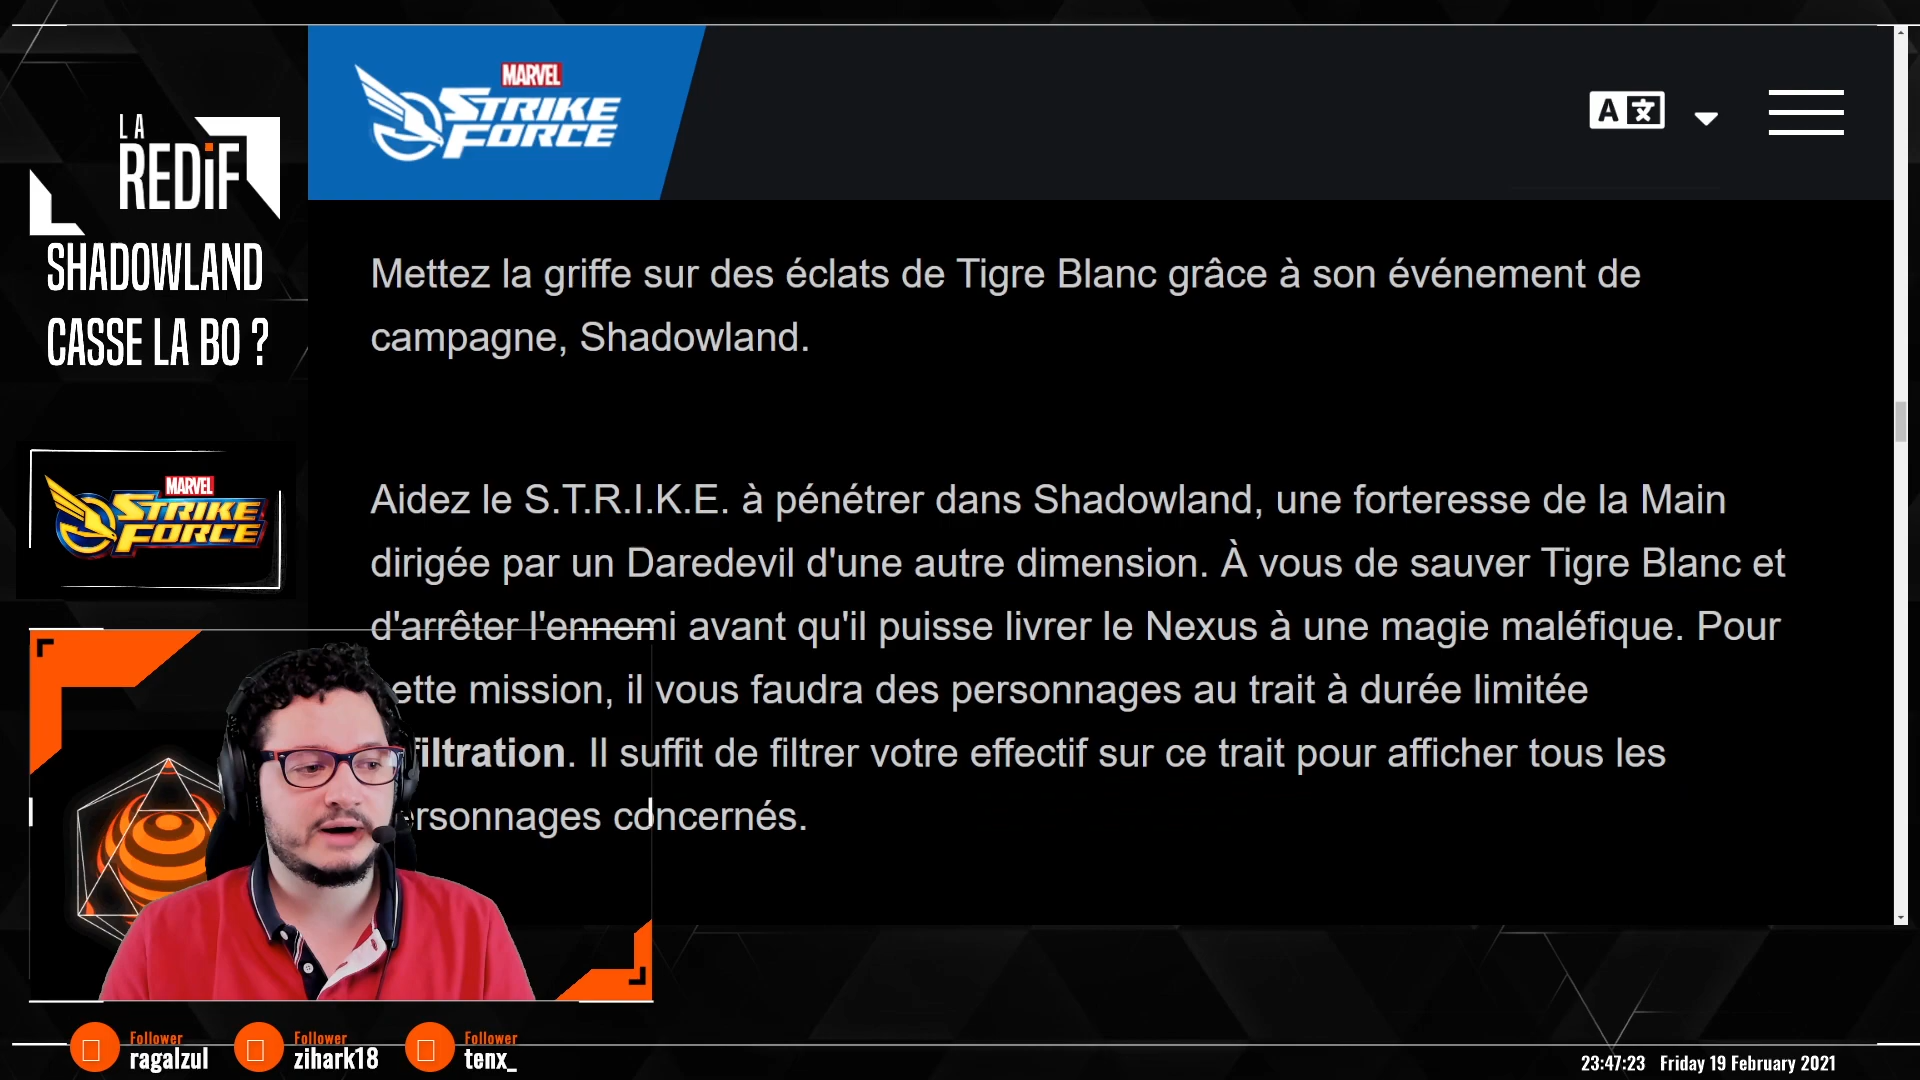 LA
REDiF
SHADOWLAND
CASSE LA BO ?
MARVEL
STRIKE
FORCE
MARVEL
STRIKE
FORCE
A 文
Mettez la griffe sur des éclats de Tigre Blanc grâce à son événement de
campagne, Shadowland.
Aidez le S.T.R.I.K.E. à pénétrer dans Shadowland, une forteresse de la Main
dirigée par un Daredevil d'une autre dimension. À vous de sauver Tigre Blanc et
d'arrêter l'ennemi avant qu'il puisse livrer le Nexus à une magie maléfique. Pour
ette mission, il vous faudra des personnages au trait à durée limitée
filtration. Il suffit de filtrer votre effectif sur ce trait pour afficher tous les
ersonnages concernés.
Follower
ragalzul
Follower
zihark18
Follower
tenx_
23:47:23 Friday 19 February 2021